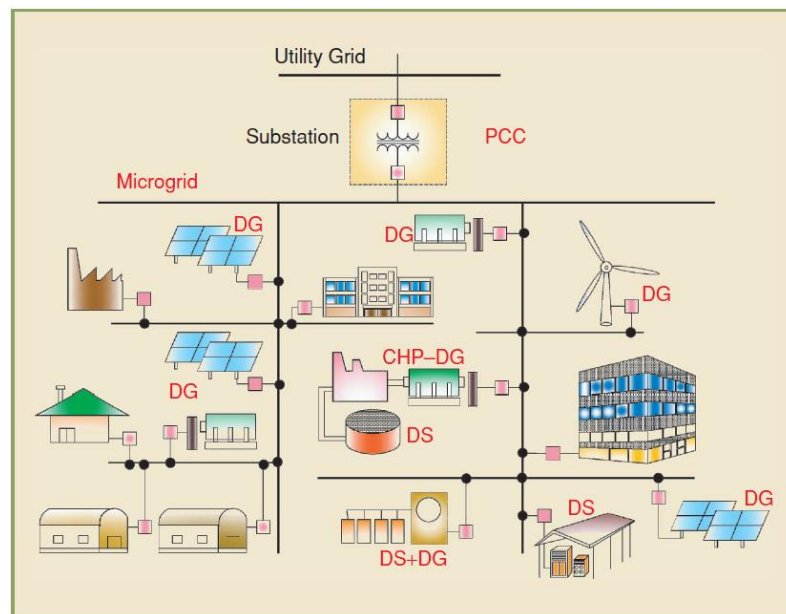 Utility Grid
Substation
PCC
Microgrid
DG
DG
DG
DG
CHP–DG
DS
DG
DS
DS+DG